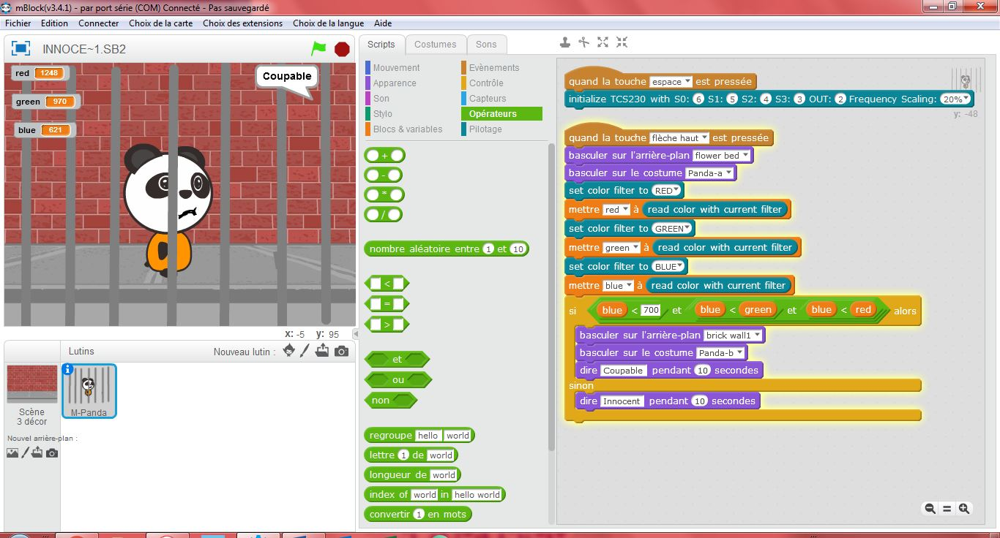 mBlock(v3.4.1) - par port série (COM) Connecté - Pas sauvegardé
Fichier Edition Connecter Choix de la carte Choix des extensions Choix de la langue Aide
INNOCE~1.SB2
red 1248
green 970
blue 621
Coupable
x: -5 y: 95
Lutins
Nouveau lutin :
Scène
3 décor
M-Panda
Nouvel arrière-plan :
Scripts Costumes Sons
Mouvement Evènements
Apparence Contrôle
Son Capteurs
Stylo Opérateurs
Blocs & variables Pilotage
+
-
*
/
nombre aléatoire entre 1 et 10
<
=
>
et
ou
non
regroupe hello world
lettre 1 de world
longueur de world
index of world in hello world
convertir 1 en mots
quand la touche espace est pressée
initialize TCS230 with S0: 6 S1: 5 S2: 4 S3: 3 OUT: 2 Frequency Scaling: 20%
y: -48
quand la touche flèche haut est pressée
basculer sur l'arrière-plan flower bed
basculer sur le costume Panda-a
set color filter to RED
mettre red à read color with current filter
set color filter to GREEN
mettre green à read color with current filter
set color filter to BLUE
mettre blue à read color with current filter
si blue < 700 et blue < green et blue < red alors
basculer sur l'arrière-plan brick wall1
basculer sur le costume Panda-b
dire Coupable pendant 10 secondes
sinon
dire Innocent pendant 10 secondes